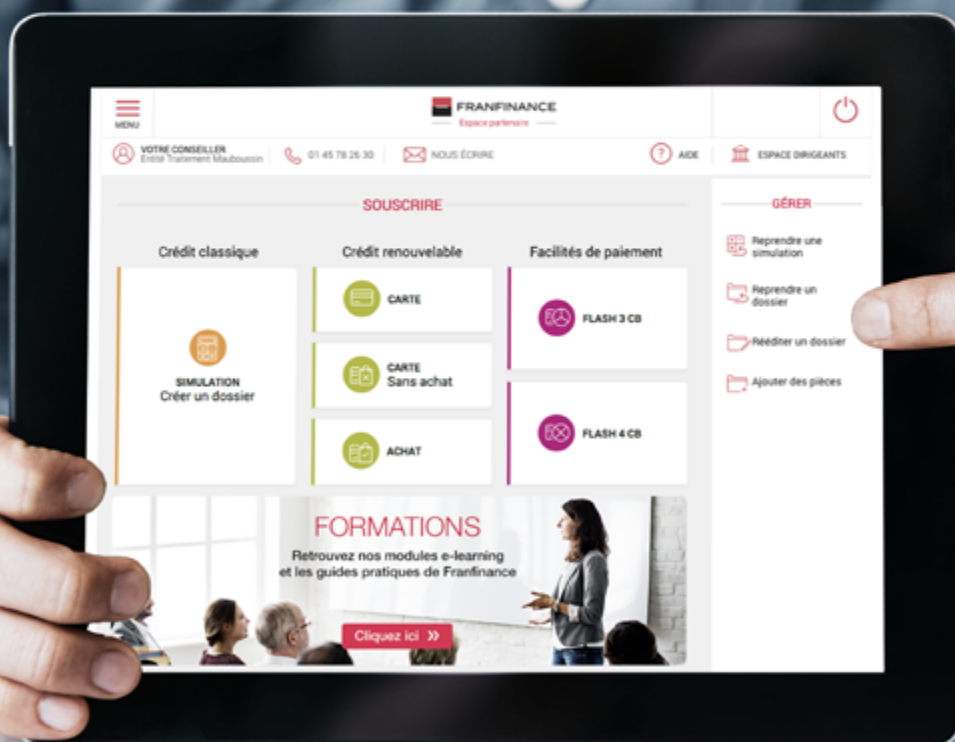 MENU
FRANFINANCE
Espace partenaire
VOTRE CONSEILLER
Entité Traitement Mauboussin
01 45 78 26 30
NOUS ÉCRIRE
AIDE
ESPACE DIRIGEANTS
SOUSCRIRE
Crédit classique
Crédit renouvelable
Facilités de paiement
SIMULATION
Créer un dossier
CARTE
CARTE
Sans achat
ACHAT
FLASH 3 CB
FLASH 4 CB
FORMATIONS
Retrouvez nos modules e-learning
et les guides pratiques de Franfinance
Cliquez ici
GÉRER
Reprendre une
simulation
Reprendre un
dossier
Rééditer un dossier
Ajouter des pièces